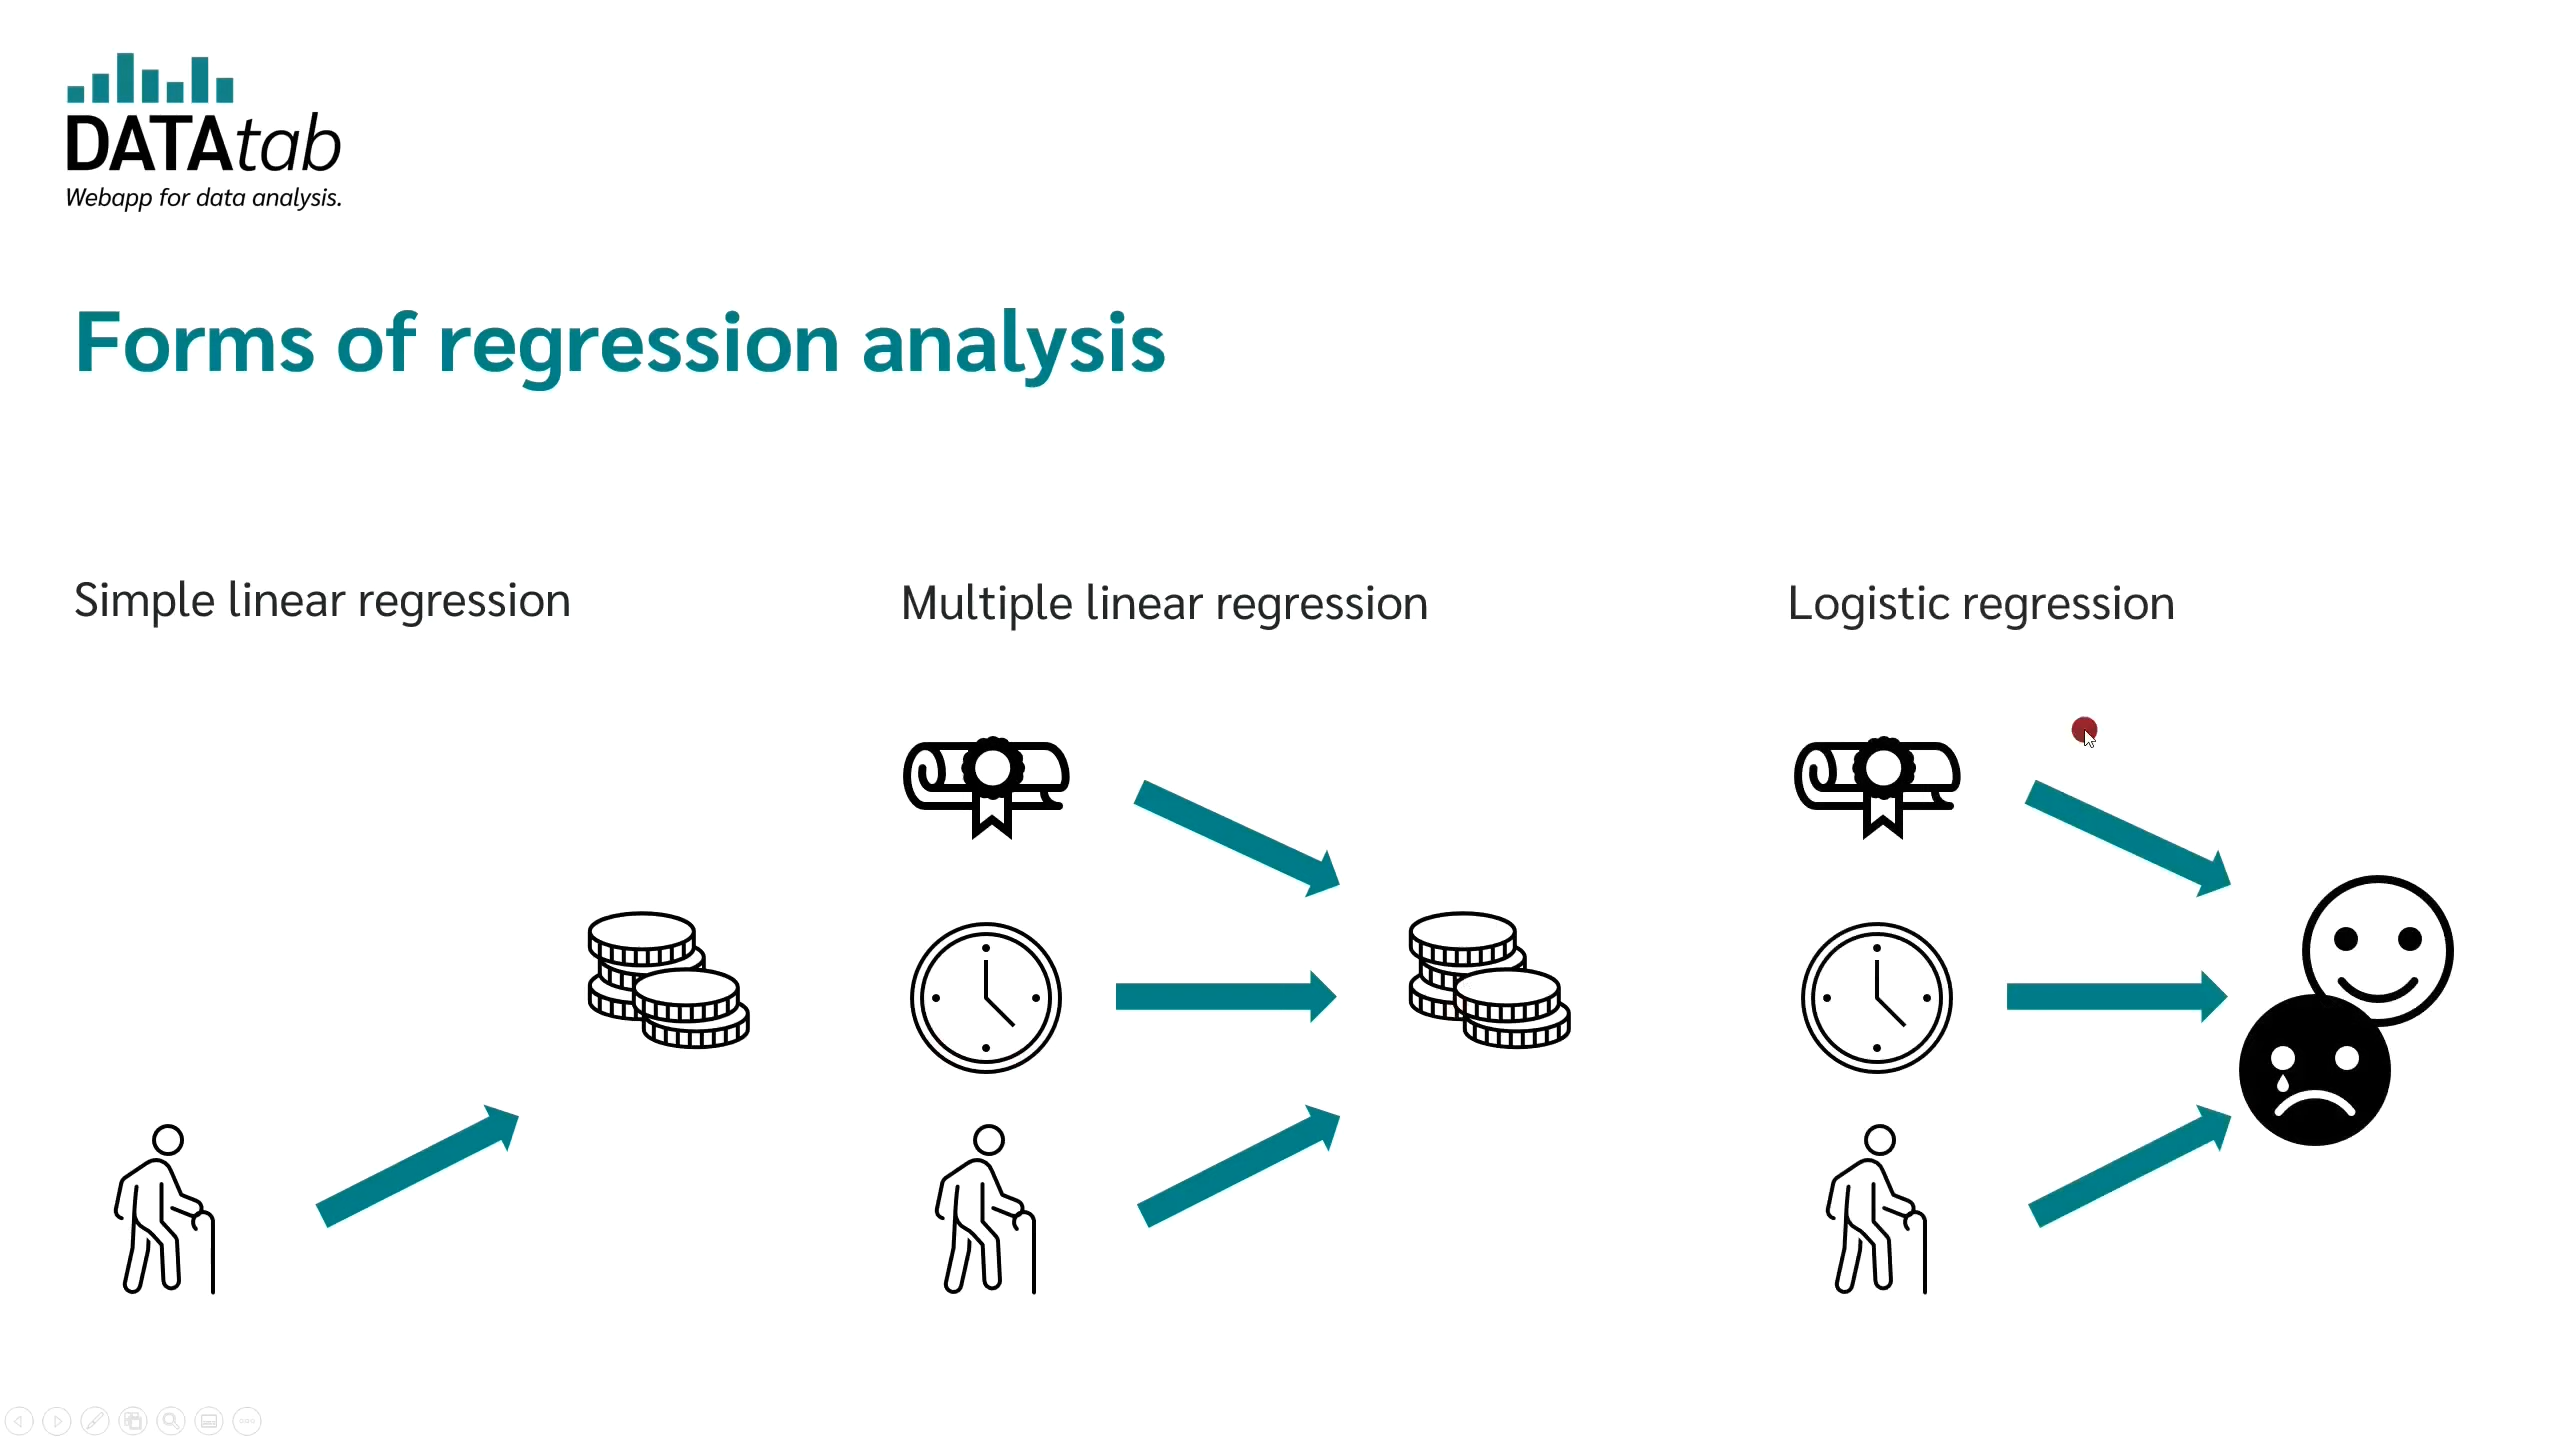 DATAtab
Webapp for data analysis.
Forms of regression analysis
Simple linear regression
Multiple linear regression
Logistic regression